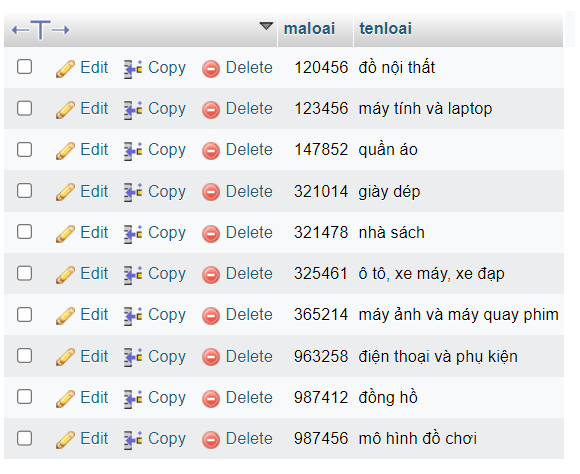 maloai tenloai
Edit Copy Delete 120456 đồ nội thất
Edit Copy Delete 123456 máy tính và laptop
Edit Copy Delete 147852 quần áo
Edit Copy Delete 321014 giày dép
Edit Copy Delete 321478 nhà sách
Edit Copy Delete 325461 ô tô, xe máy, xe đạp
Edit Copy Delete 365214 máy ảnh và máy quay phim
Edit Copy Delete 963258 điện thoại và phụ kiện
Edit Copy Delete 987412 đồng hồ
Edit Copy Delete 987456 mô hình đồ chơi